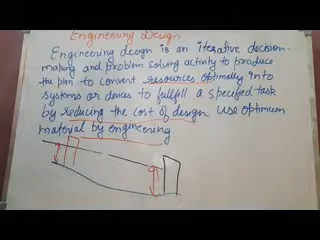 Engineering Design
Engineering design is an iterative decision-
making and problem solving activity to produce
the plan to convert resources optimally into
systems or devices to fulfill a specified task
by reducing the cost of design use optimum
material by engineering